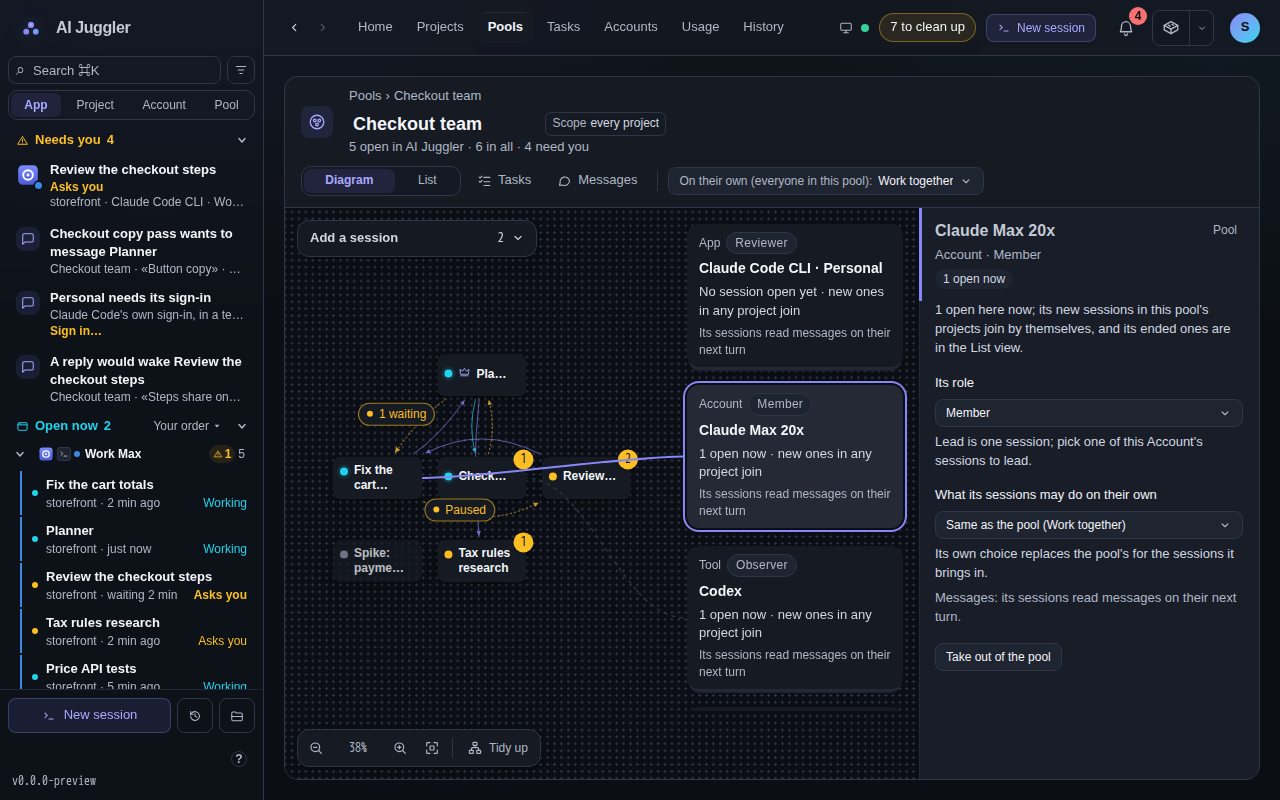 AI Juggler
Search ⌘K
App
Project
Account
Pool
Needs you 4
Review the checkout steps
Asks you
storefront · Claude Code CLI · Wo…
Checkout copy pass wants to
message Planner
Checkout team · «Button copy» · …
Personal needs its sign-in
Claude Code's own sign-in, in a te…
Sign in…
A reply would wake Review the
checkout steps
Checkout team · «Steps share on…
Open now 2
Your order
Work Max
1
5
Fix the cart totals
storefront · 2 min ago
Working
Planner
storefront · just now
Working
Review the checkout steps
storefront · waiting 2 min
Asks you
Tax rules research
storefront · 2 min ago
Asks you
Price API tests
storefront · 5 min ago
Working
New session
?
v0.0.0-preview
Home
Projects
Pools
Tasks
Accounts
Usage
History
7 to clean up
New session
4
S
Pools › Checkout team
Checkout team
Scope every project
5 open in AI Juggler · 6 in all · 4 need you
Diagram
List
Tasks
Messages
On their own (everyone in this pool): Work together
Add a session
2
Pla…
1 waiting
Fix the
cart…
Check…
1
Review…
2
Paused
Spike:
payme…
Tax rules
research
1
App
Reviewer
Claude Code CLI · Personal
No session open yet · new ones
in any project join
Its sessions read messages on their
next turn
Account
Member
Claude Max 20x
1 open now · new ones in any
project join
Its sessions read messages on their
next turn
Tool
Observer
Codex
1 open now · new ones in any
project join
Its sessions read messages on their
next turn
38%
Tidy up
Claude Max 20x
Pool
Account · Member
1 open now
1 open here now; its new sessions in this pool's
projects join by themselves, and its ended ones are
in the List view.
Its role
Member
Lead is one session; pick one of this Account's
sessions to lead.
What its sessions may do on their own
Same as the pool (Work together)
Its own choice replaces the pool's for the sessions it
brings in.
Messages: its sessions read messages on their next
turn.
Take out of the pool